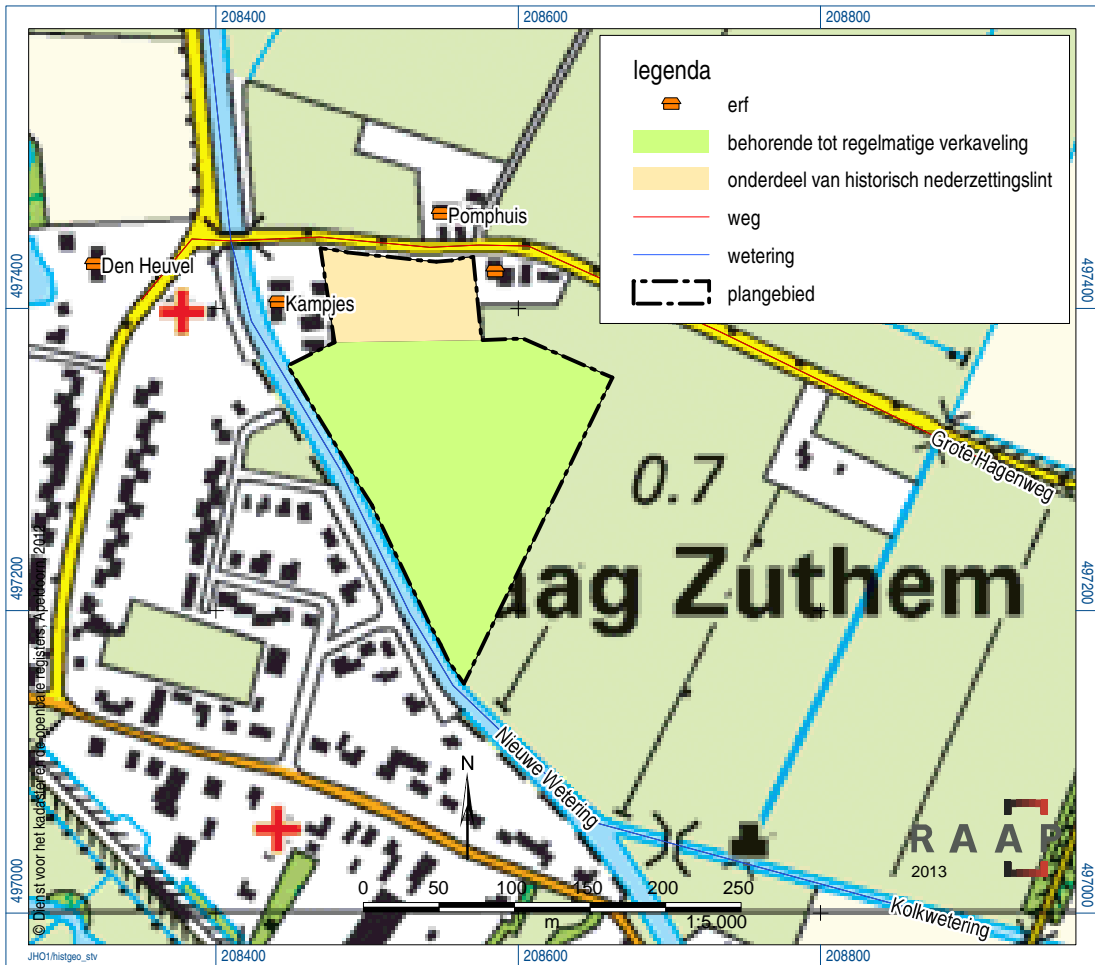 208400
208600
208800
legenda
erf
behorende tot regelmatige verkaveling
onderdeel van historisch nederzettingslint
weg
wetering
plangebied
Pomphuis
Den Heuvel
Kampjes
497400
497400
Grote Hagenweg
0.7
aag Zuthem
497200
497200
© Dienst voor het kadaster en de openbare registers, Apeldoorn, 2012
Nieuwe Wetering
N
RAAP
2013
0 50 100 150 200 250
m 1:5.000
Kolkwetering
497000
497000
JHO1/histgeo_stv
208400
208600
208800